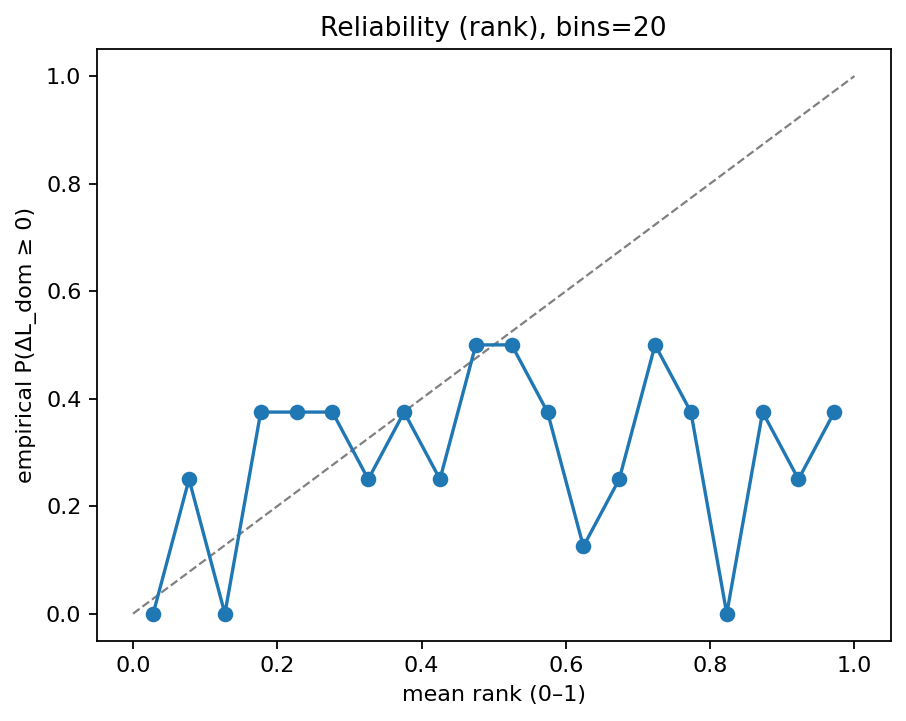 Reliability (rank), bins=20
empirical P(ΔL_dom ≥ 0)
1.0
0.8
0.6
0.4
0.2
0.0
0.0 0.2 0.4 0.6 0.8 1.0
mean rank (0–1)